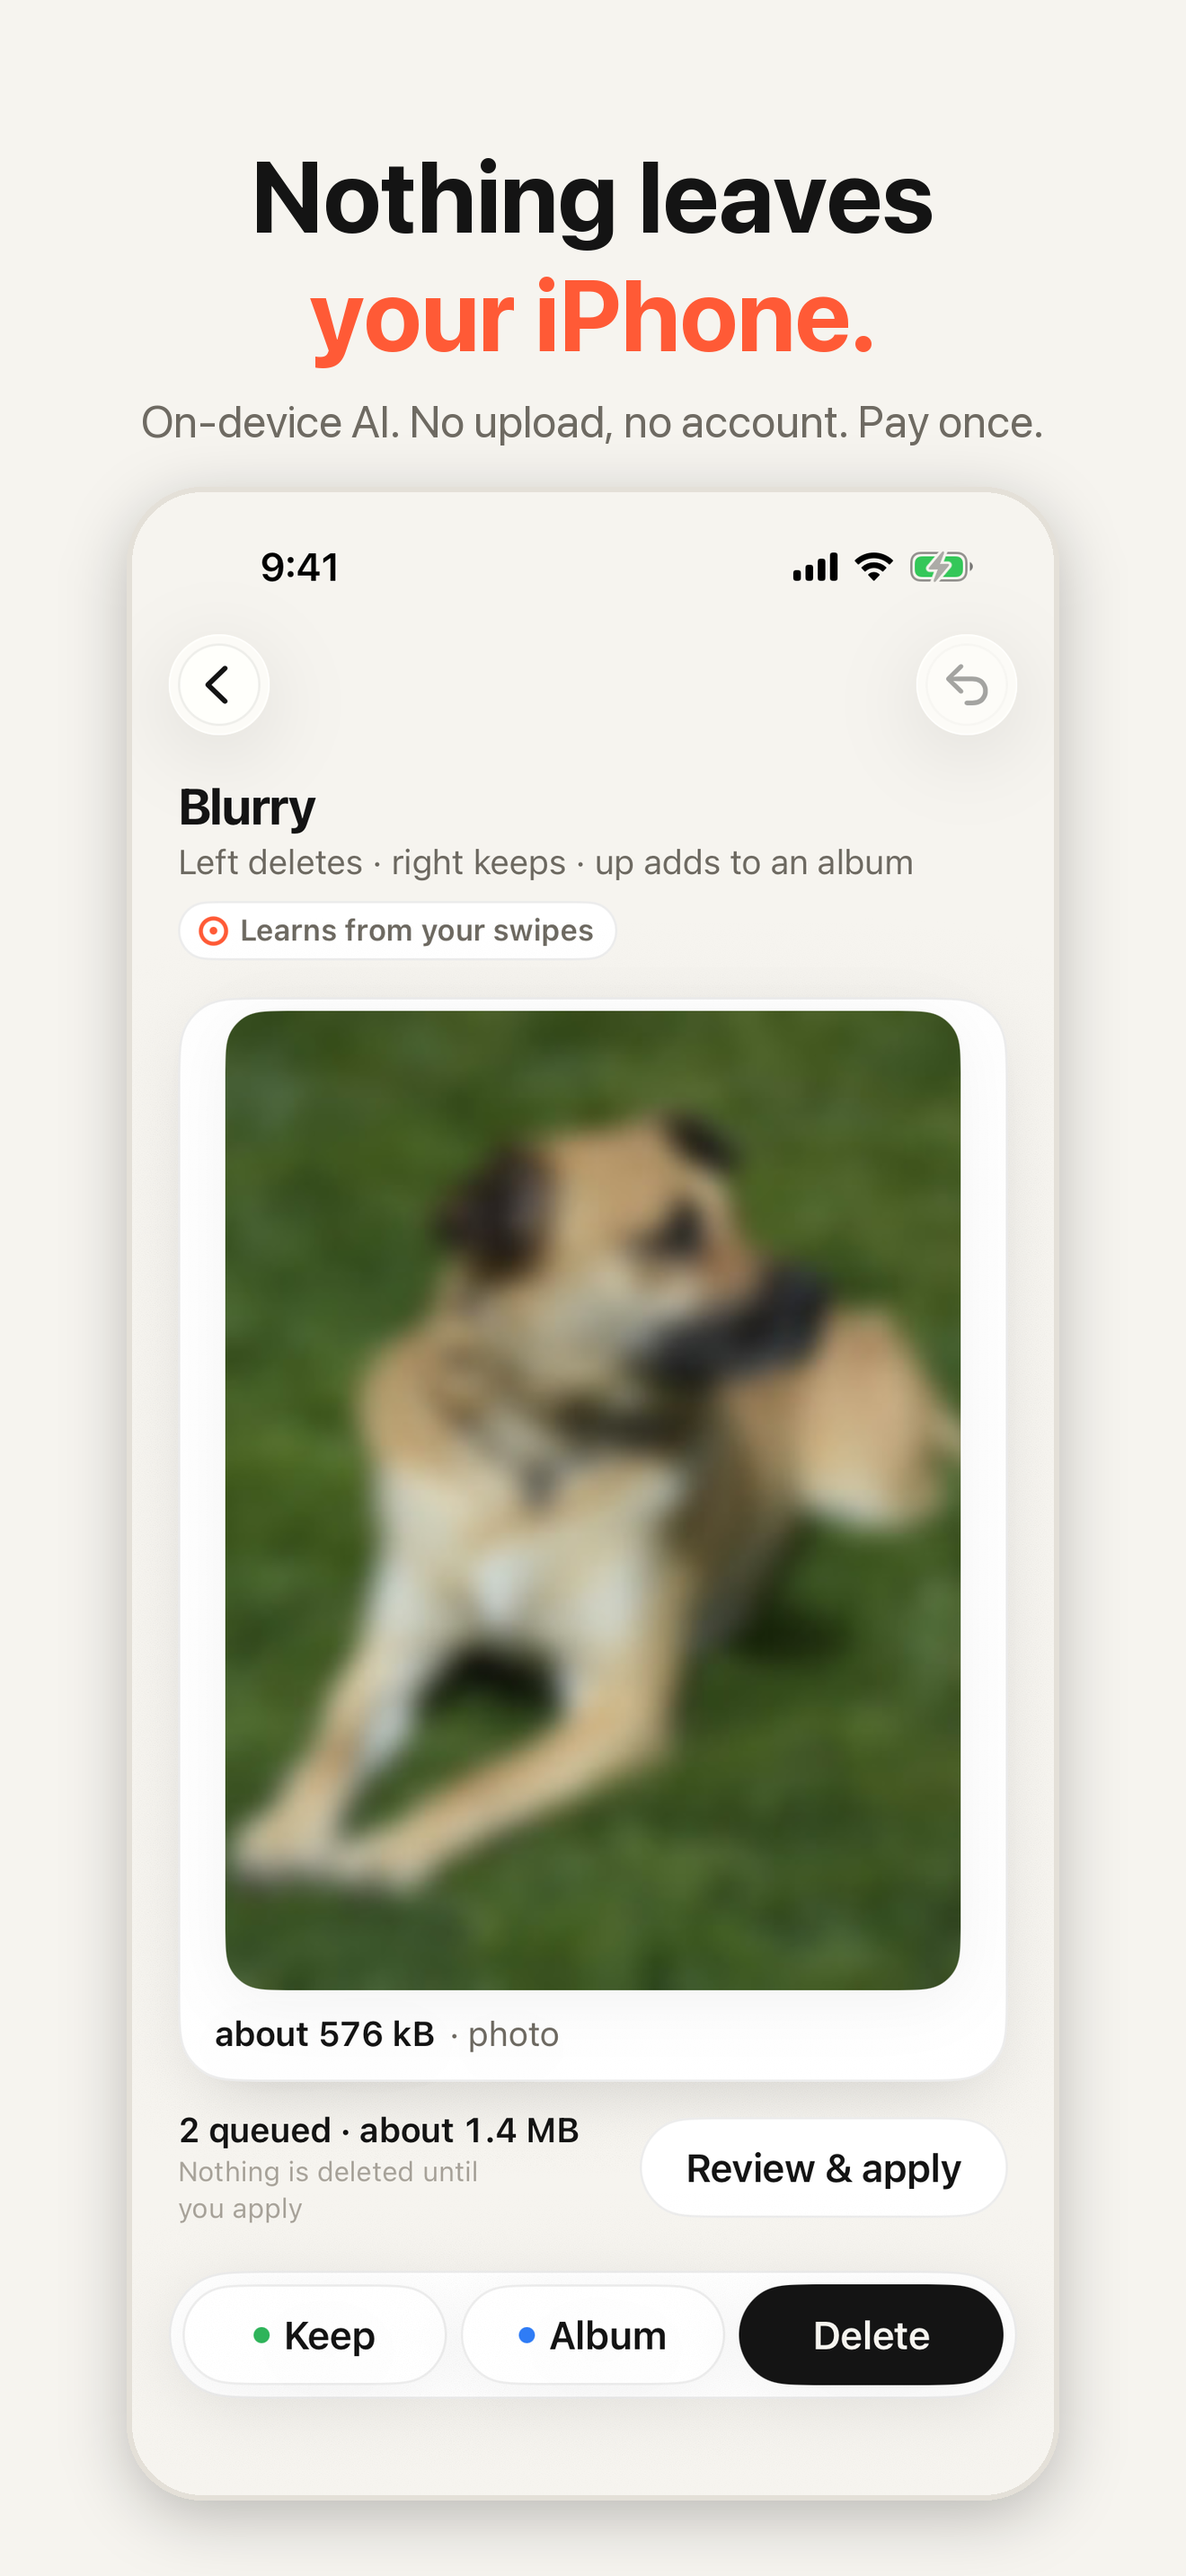 Nothing leaves
your iPhone.
On-device AI. No upload, no account. Pay once.
9:41
Blurry
Left deletes · right keeps · up adds to an album
Learns from your swipes
about 576 kB · photo
2 queued · about 1.4 MB
Nothing is deleted until
you apply
Review & apply
Keep
Album
Delete